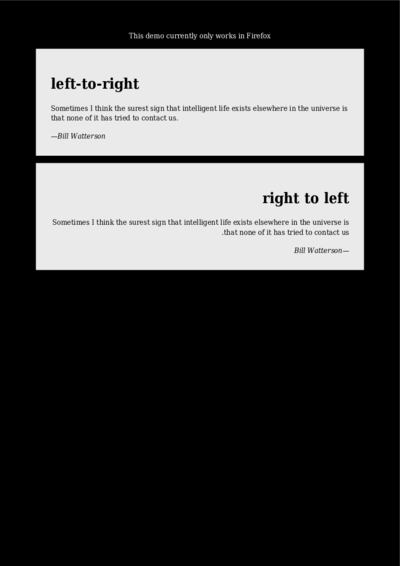 This demo currently only works in Firefox
left-to-right
Sometimes I think the surest sign that intelligent life exists elsewhere in the universe is
that none of it has tried to contact us.
—Bill Watterson
right to left
Sometimes I think the surest sign that intelligent life exists elsewhere in the universe is
.that none of it has tried to contact us
Bill Watterson—